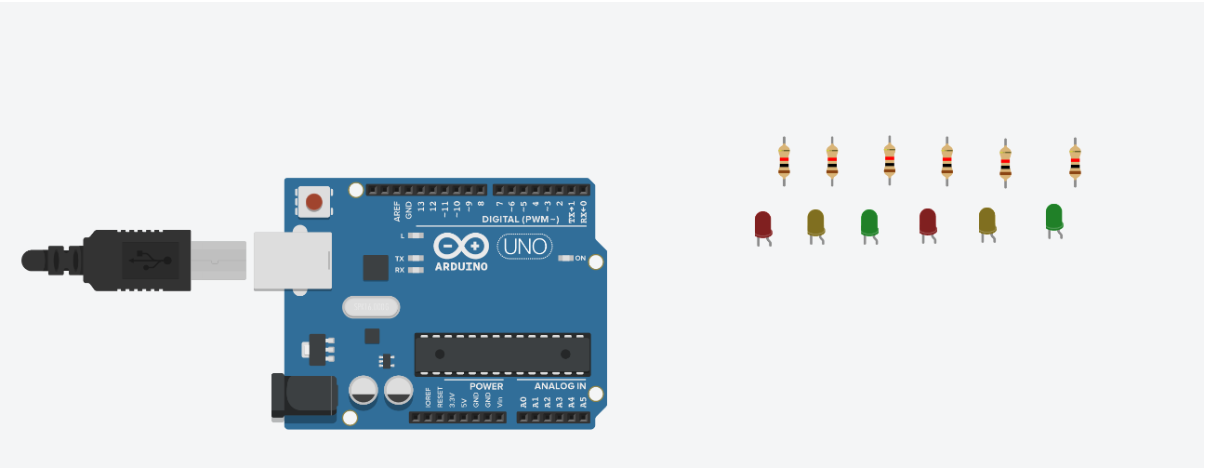 AREF
GND
13
12
~11
~10
~9
8
7
~6
~5
4
~3
2
TX→1
RX←0
DIGITAL (PWM~)
L
TX
RX
ARDUINO
UNO
ON
POWER
ANALOG IN
IOREF
RESET
3.3V
5V
GND
GND
Vin
A0
A1
A2
A3
A4
A5